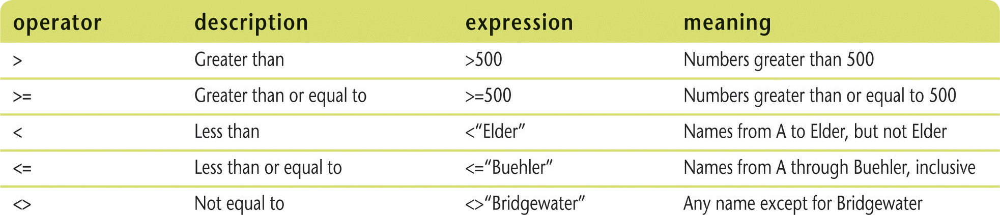 operator description expression meaning
> Greater than >500 Numbers greater than 500
>= Greater than or equal to >=500 Numbers greater than or equal to 500
< Less than <“Elder” Names from A to Elder, but not Elder
<= Less than or equal to <=“Buehler” Names from A through Buehler, inclusive
<> Not equal to <>“Bridgewater” Any name except for Bridgewater